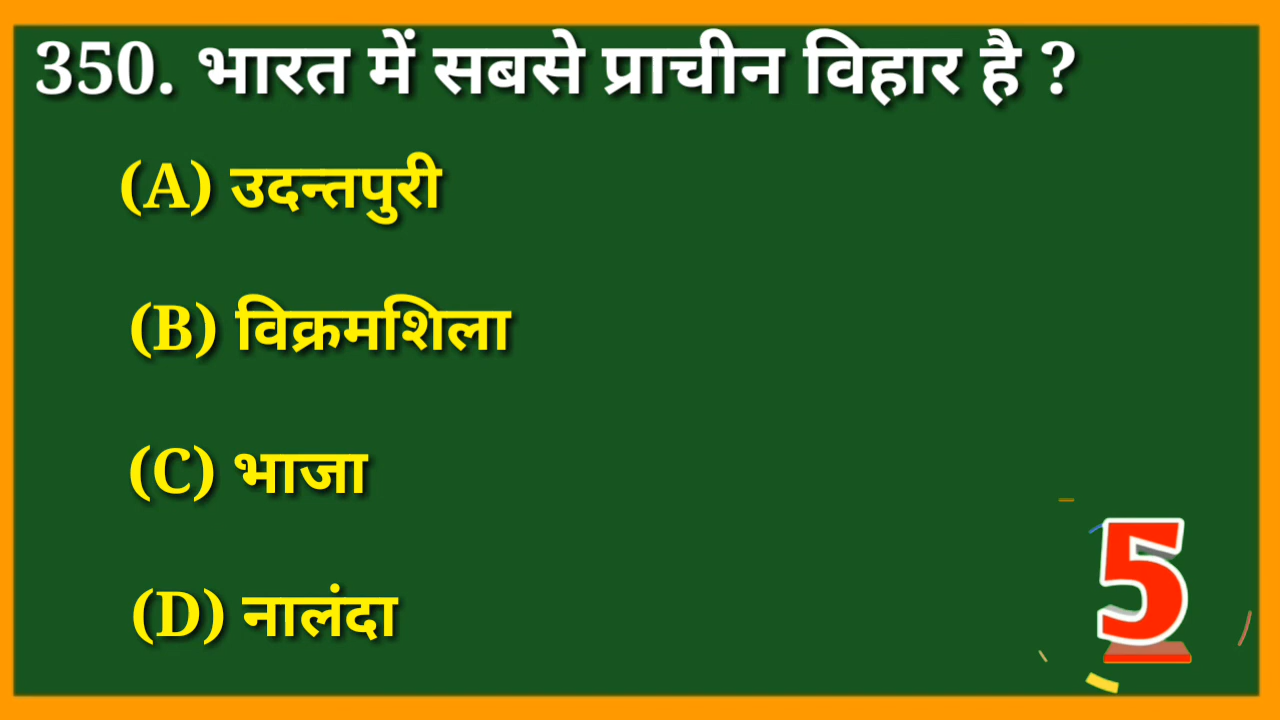 350. भारत में सबसे प्राचीन विहार है ?
(A) उदन्तपुरी
(B) विक्रमशिला
(C) भाजा
(D) नालंदा
5